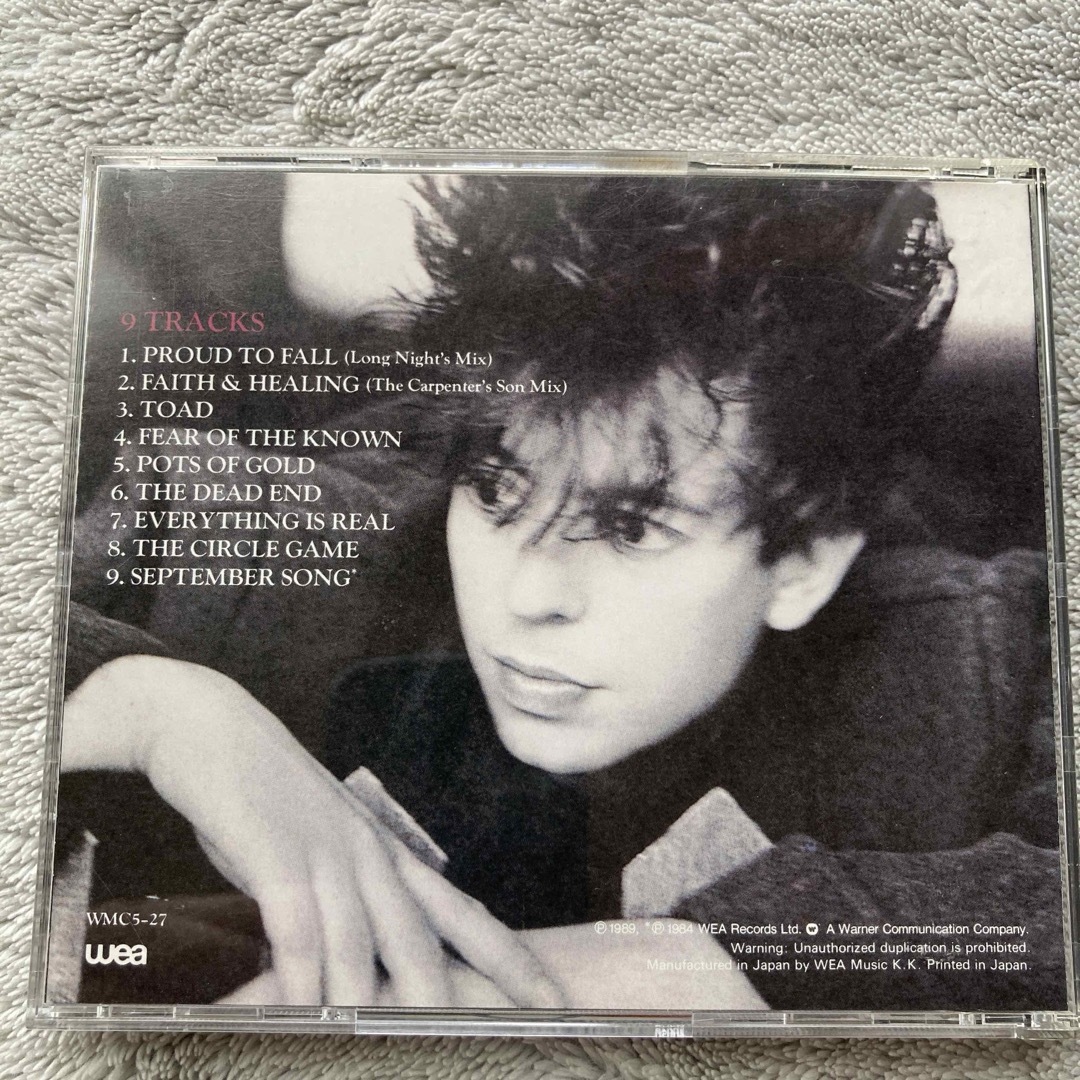 9 TRACKS
1. PROUD TO FALL (Long Night's Mix)
2. FAITH & HEALING (The Carpenter's Son Mix)
3. TOAD
4. FEAR OF THE KNOWN
5. POTS OF GOLD
6. THE DEAD END
7. EVERYTHING IS REAL
8. THE CIRCLE GAME
9. SEPTEMBER SONG*
WMC5-27
wea
℗ 1989, *℗ 1984 WEA Records Ltd. A Warner Communication Company.
Warning: Unauthorized duplication is prohibited.
Manufactured in Japan by WEA Music K.K. Printed in Japan.